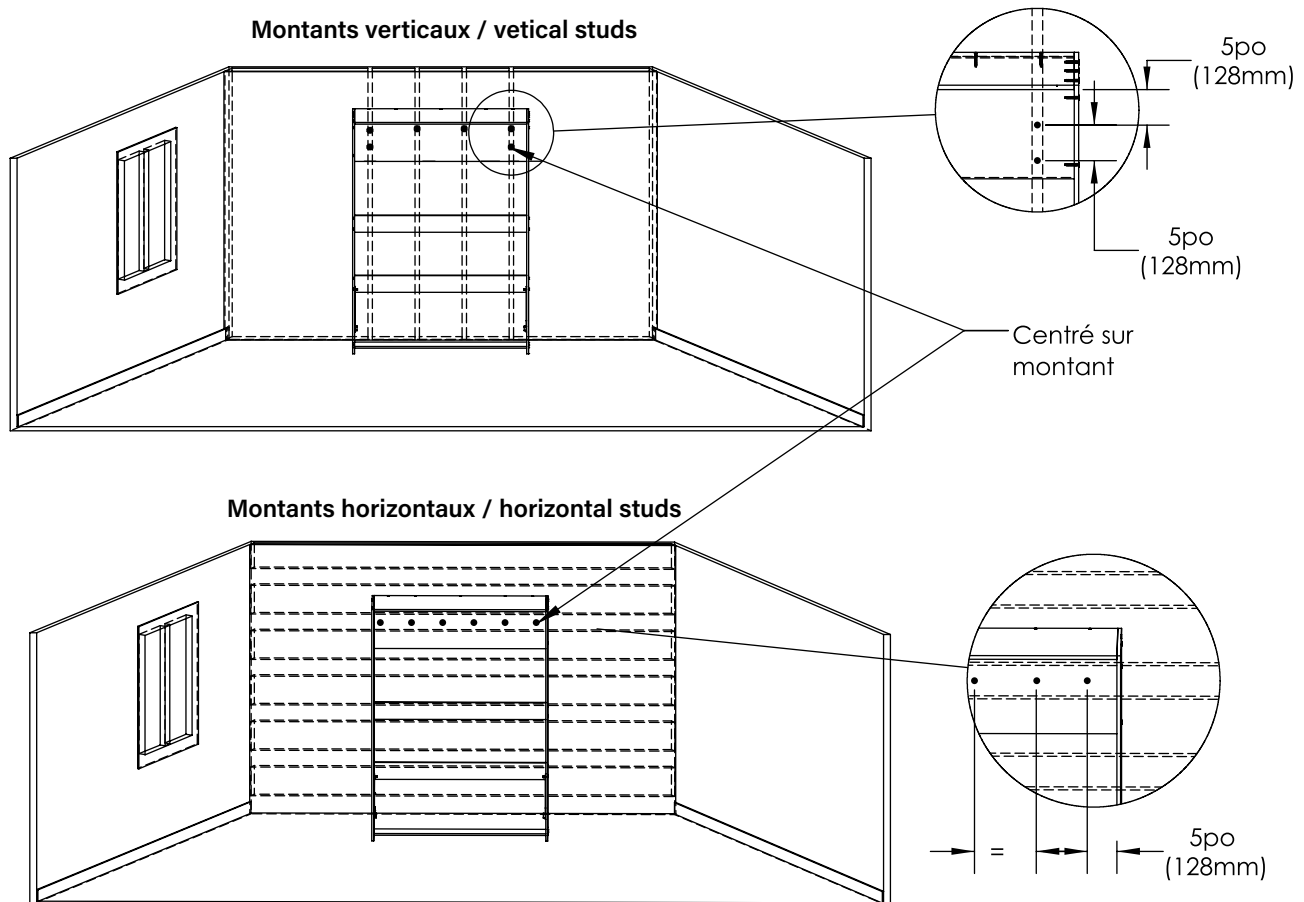 Montants verticaux / vetical studs
5po
(128mm)
5po
(128mm)
Centré sur
montant
Montants horizontaux / horizontal studs
=
5po
(128mm)